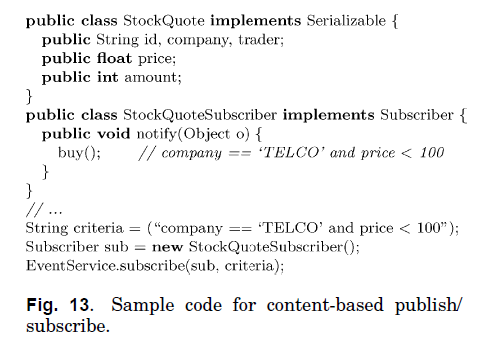 public class StockQuote implements Serializable {
public String id, company, trader;
public float price;
public int amount;
}
public class StockQuoteSubscriber implements Subscriber {
public void notify(Object o) {
buy(); // company == ‘TELCO’ and price < 100
}
}
// ...
String criteria = (“company == ‘TELCO’ and price < 100”);
Subscriber sub = new StockQuoteSubscriber();
EventService.subscribe(sub, criteria);
Fig. 13. Sample code for content-based publish/
subscribe.